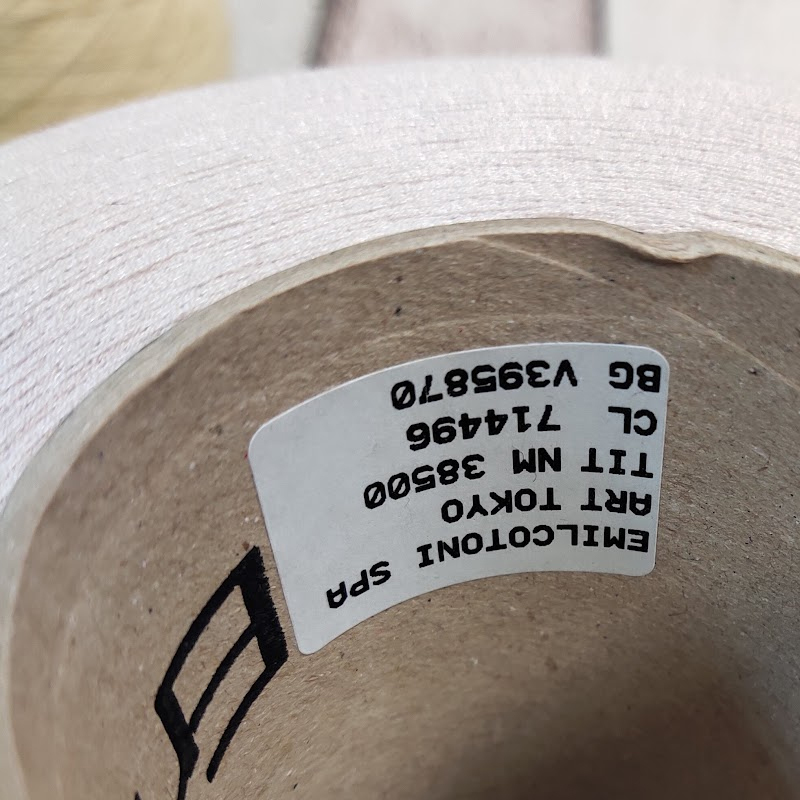 EMILCOTONI SPA
ART TOKYO
TIT NM 38500
CL 714496
BG V395870